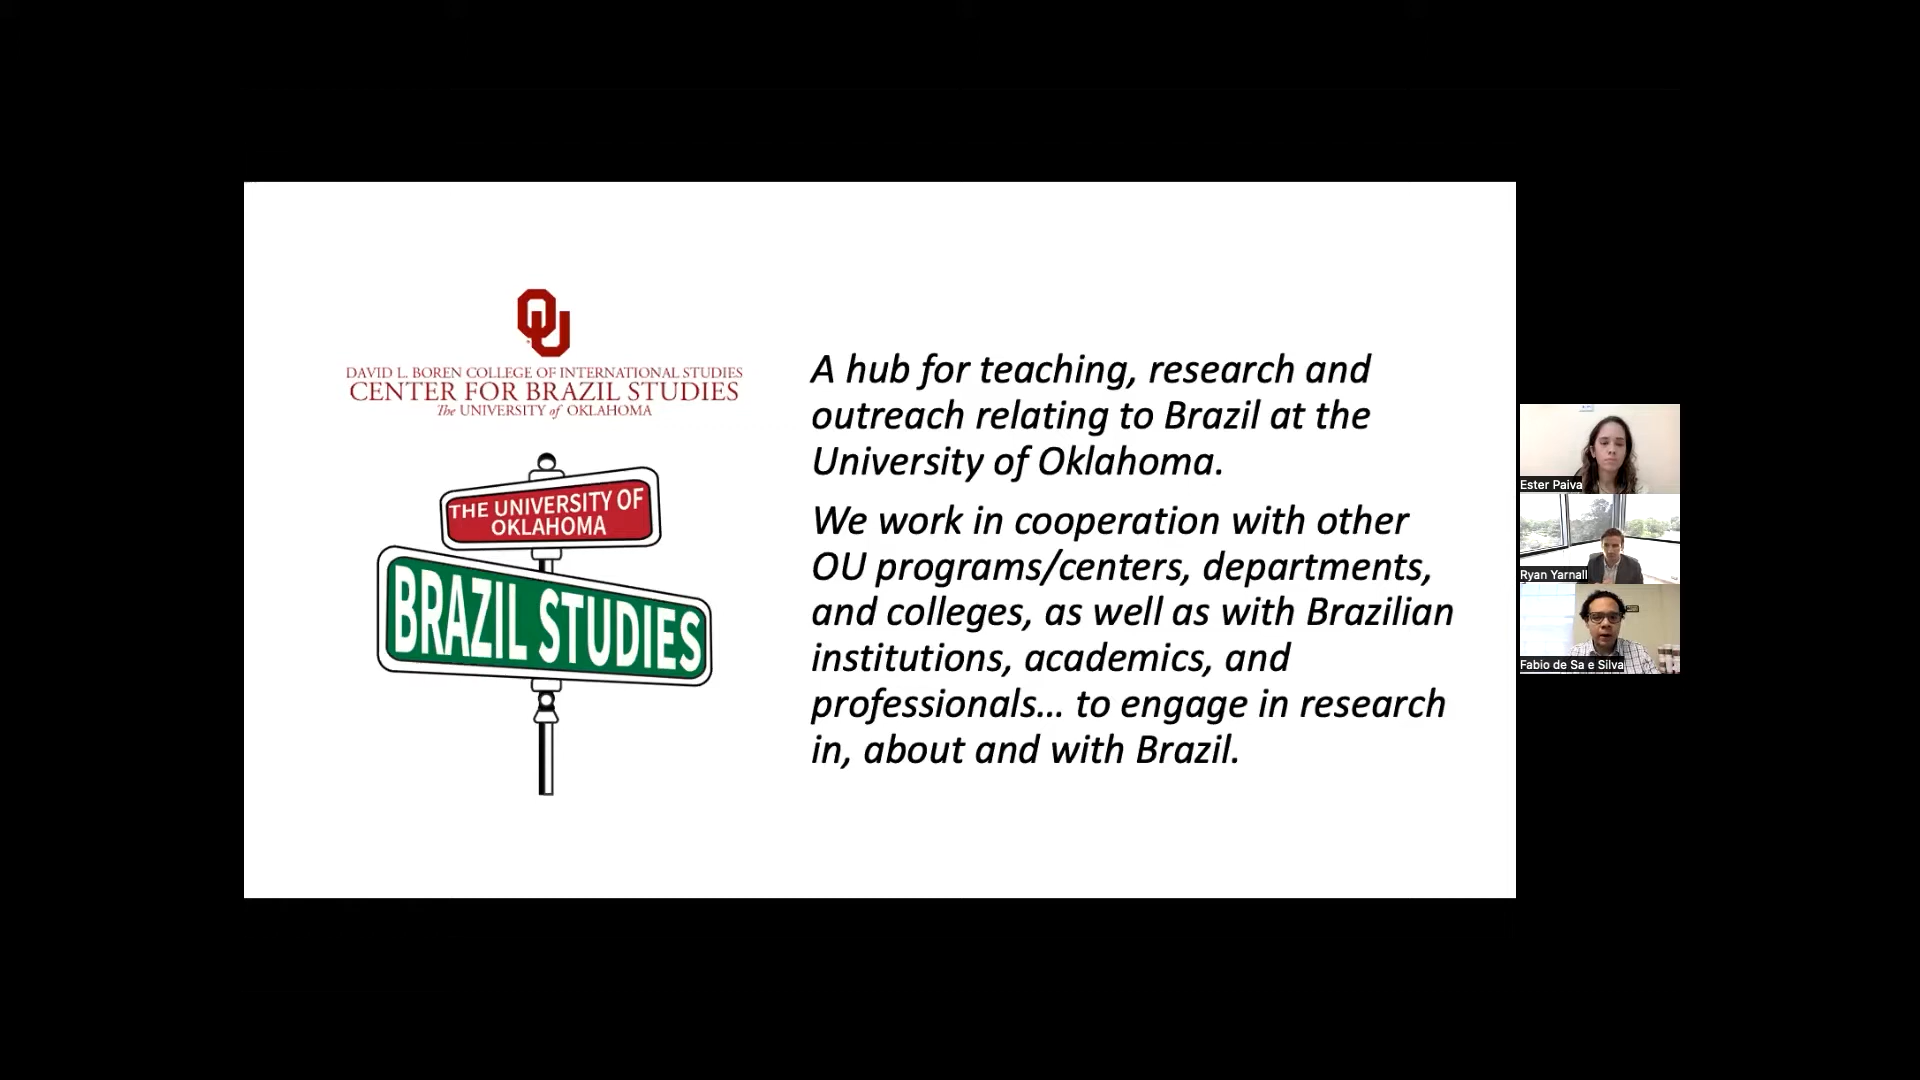 OU
DAVID L. BOREN COLLEGE OF INTERNATIONAL STUDIES
CENTER FOR BRAZIL STUDIES
The UNIVERSITY of OKLAHOMA
THE UNIVERSITY OF
OKLAHOMA
BRAZIL STUDIES
A hub for teaching, research and
outreach relating to Brazil at the
University of Oklahoma.
We work in cooperation with other
OU programs/centers, departments,
and colleges, as well as with Brazilian
institutions, academics, and
professionals… to engage in research
in, about and with Brazil.
Ester Paiva
Ryan Yarnall
Fabio de Sa e Silva